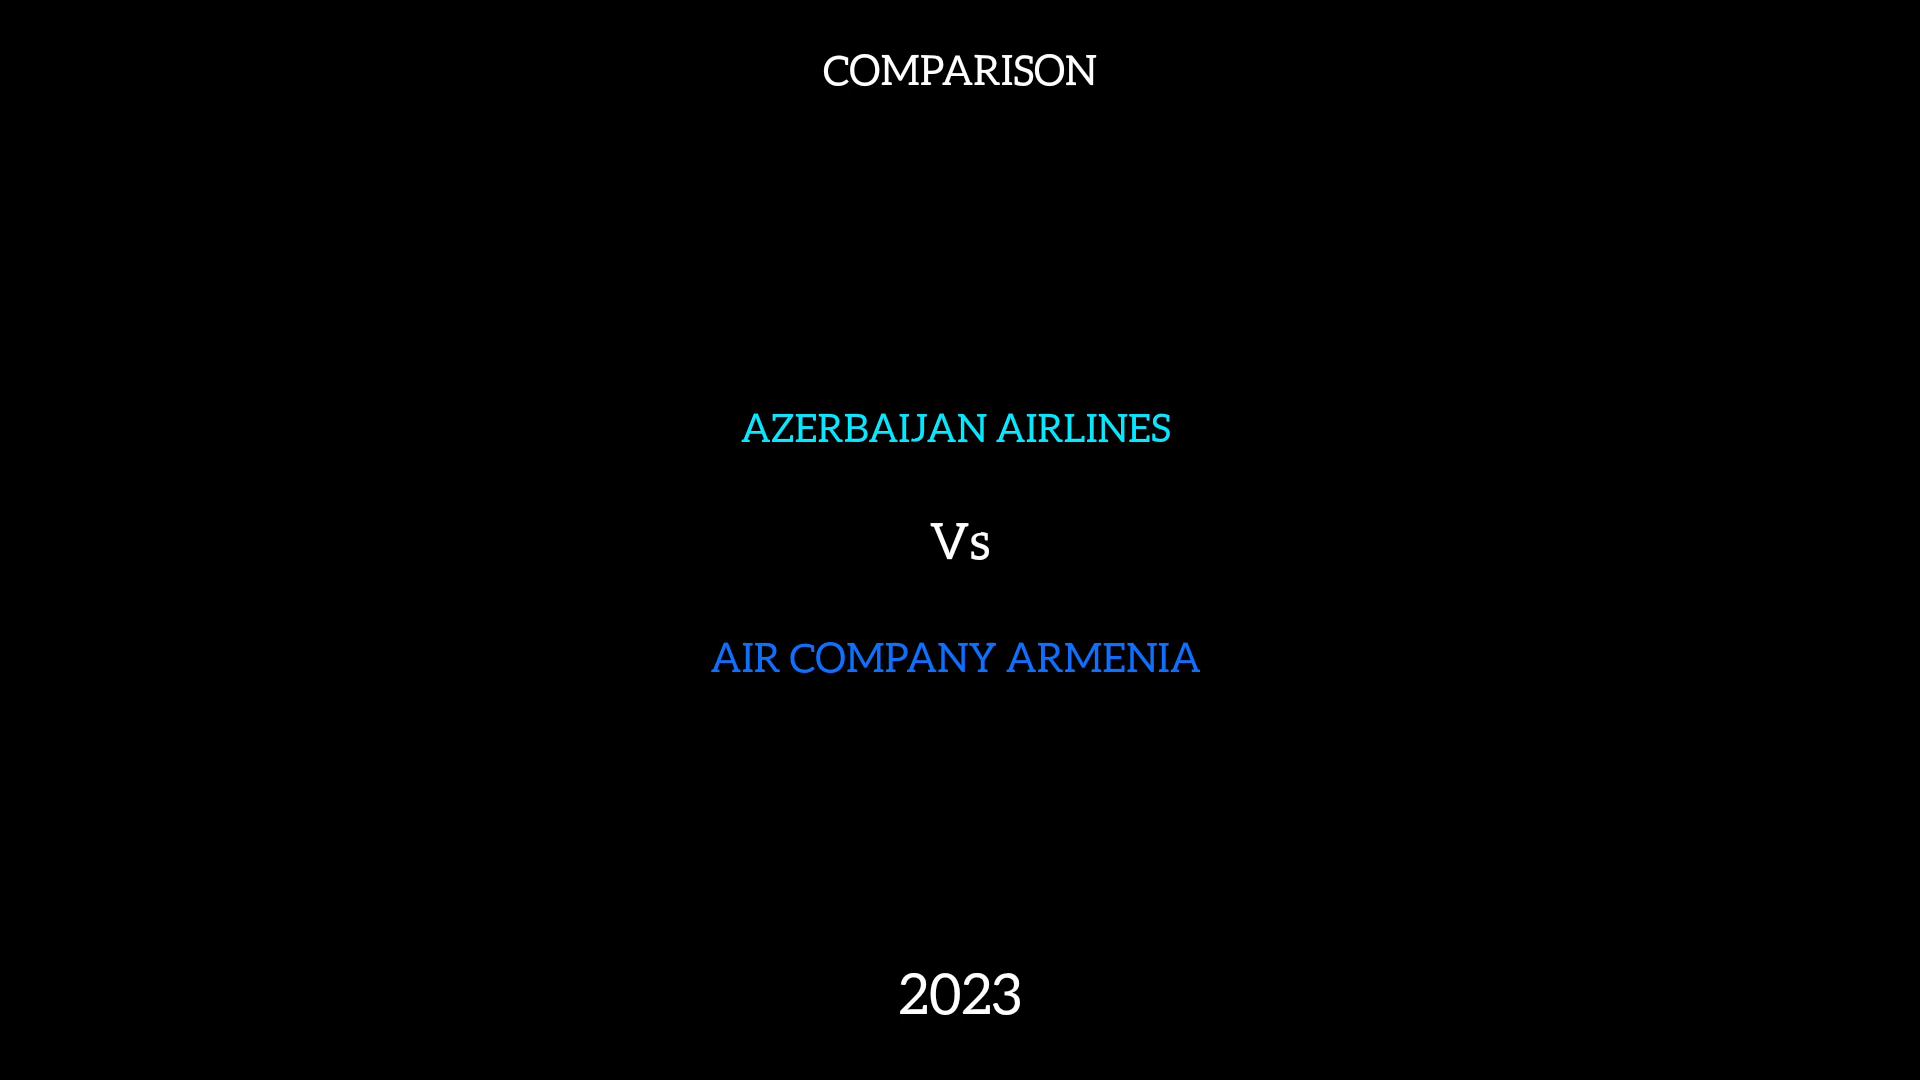 COMPARISON
AZERBAIJAN AIRLINES
Vs
AIR COMPANY ARMENIA
2023